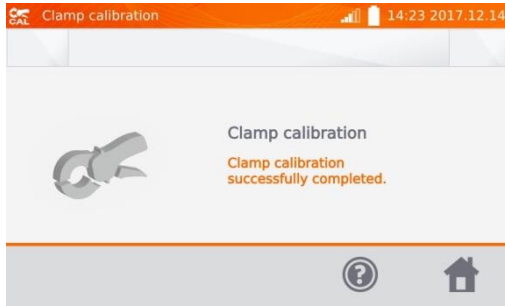 CAL Clamp calibration 14:23 2017.12.14
Clamp calibration
Clamp calibration
successfully completed.
?